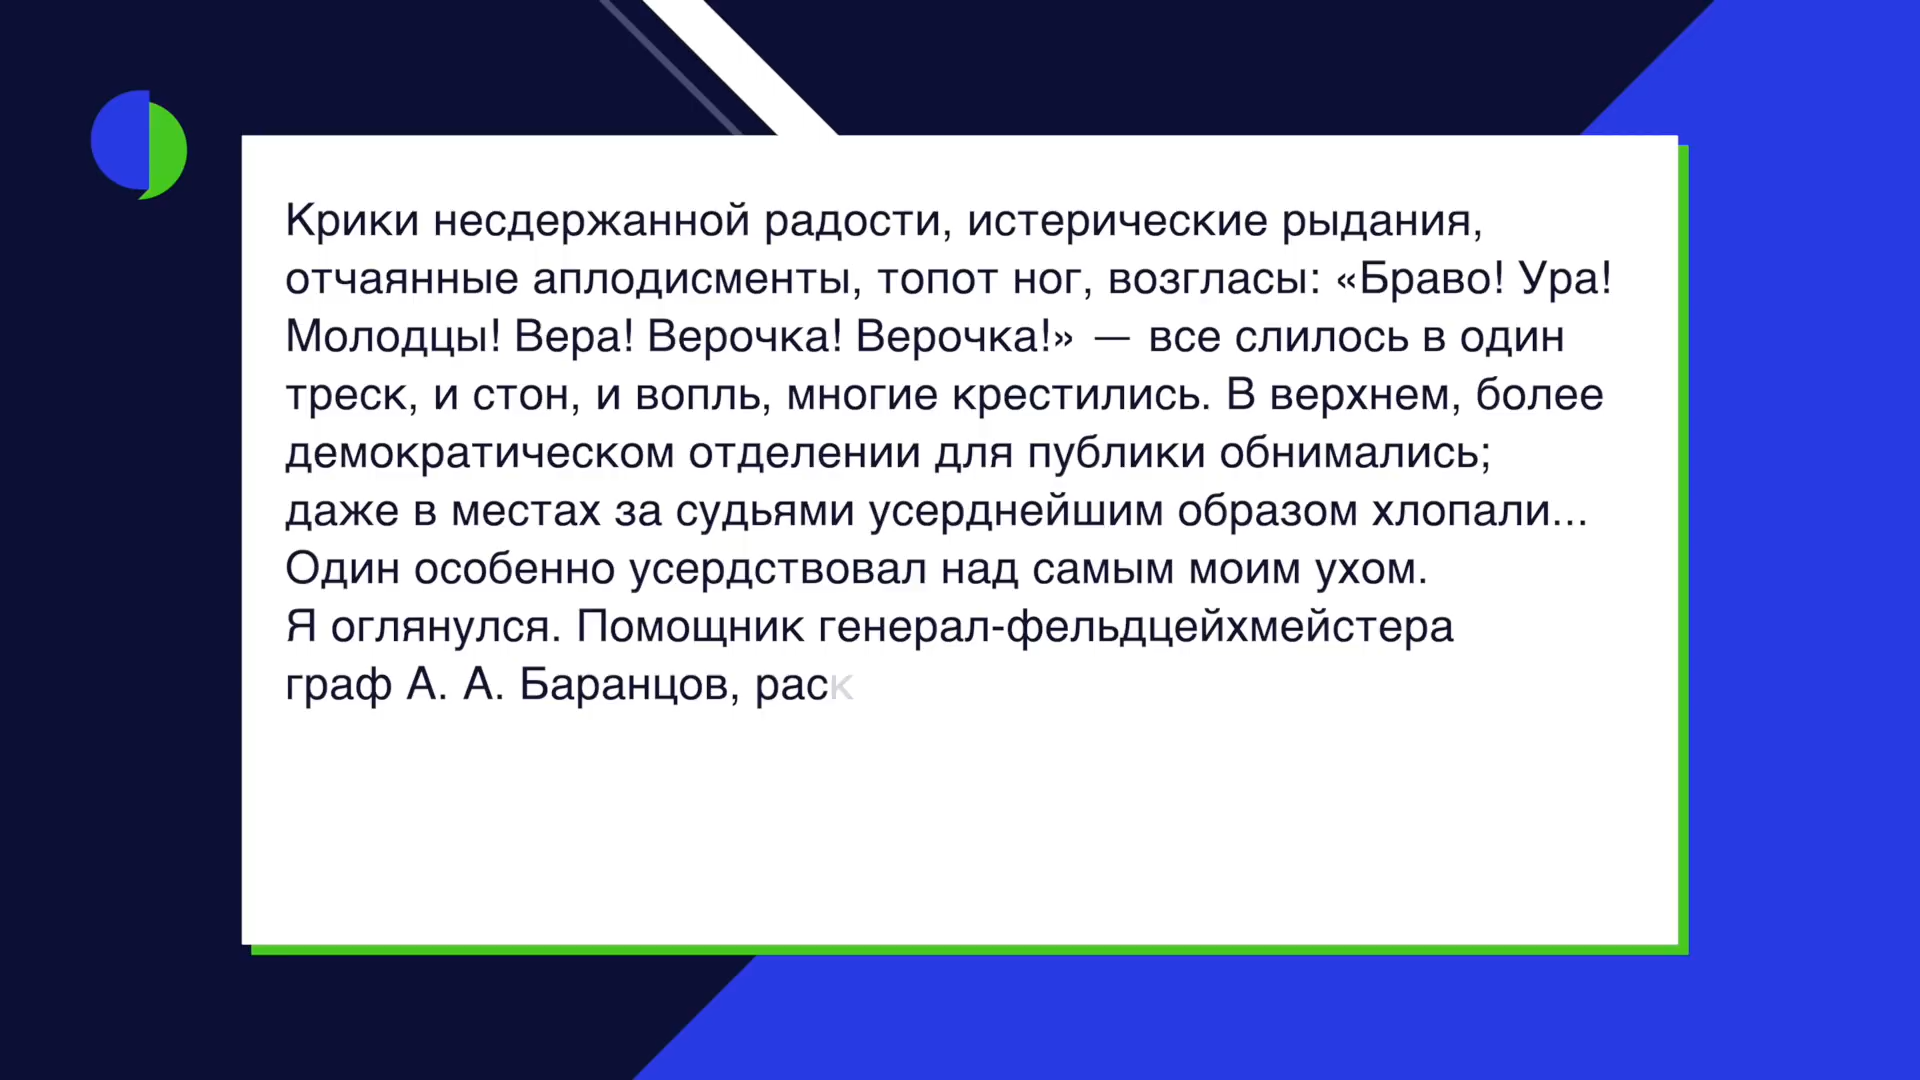 Крики несдержанной радости, истерические рыдания,
отчаянные аплодисменты, топот ног, возгласы: «Браво! Ура!
Молодцы! Вера! Верочка! Верочка!» — все слилось в один
треск, и стон, и вопль, многие крестились. В верхнем, более
демократическом отделении для публики обнимались;
даже в местах за судьями усерднейшим образом хлопали...
Один особенно усердствовал над самым моим ухом.
Я оглянулся. Помощник генерал-фельдцейхмейстера
граф А. А. Баранцов, раск